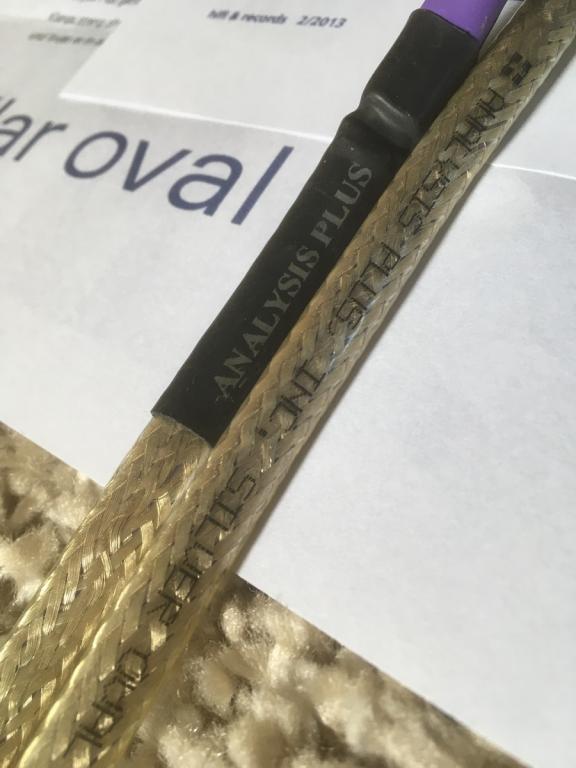 hifi & records 2/2013
lar oval
ANALYSIS PLUS
ANALYSIS PLUS, INC. SILVER OVAL